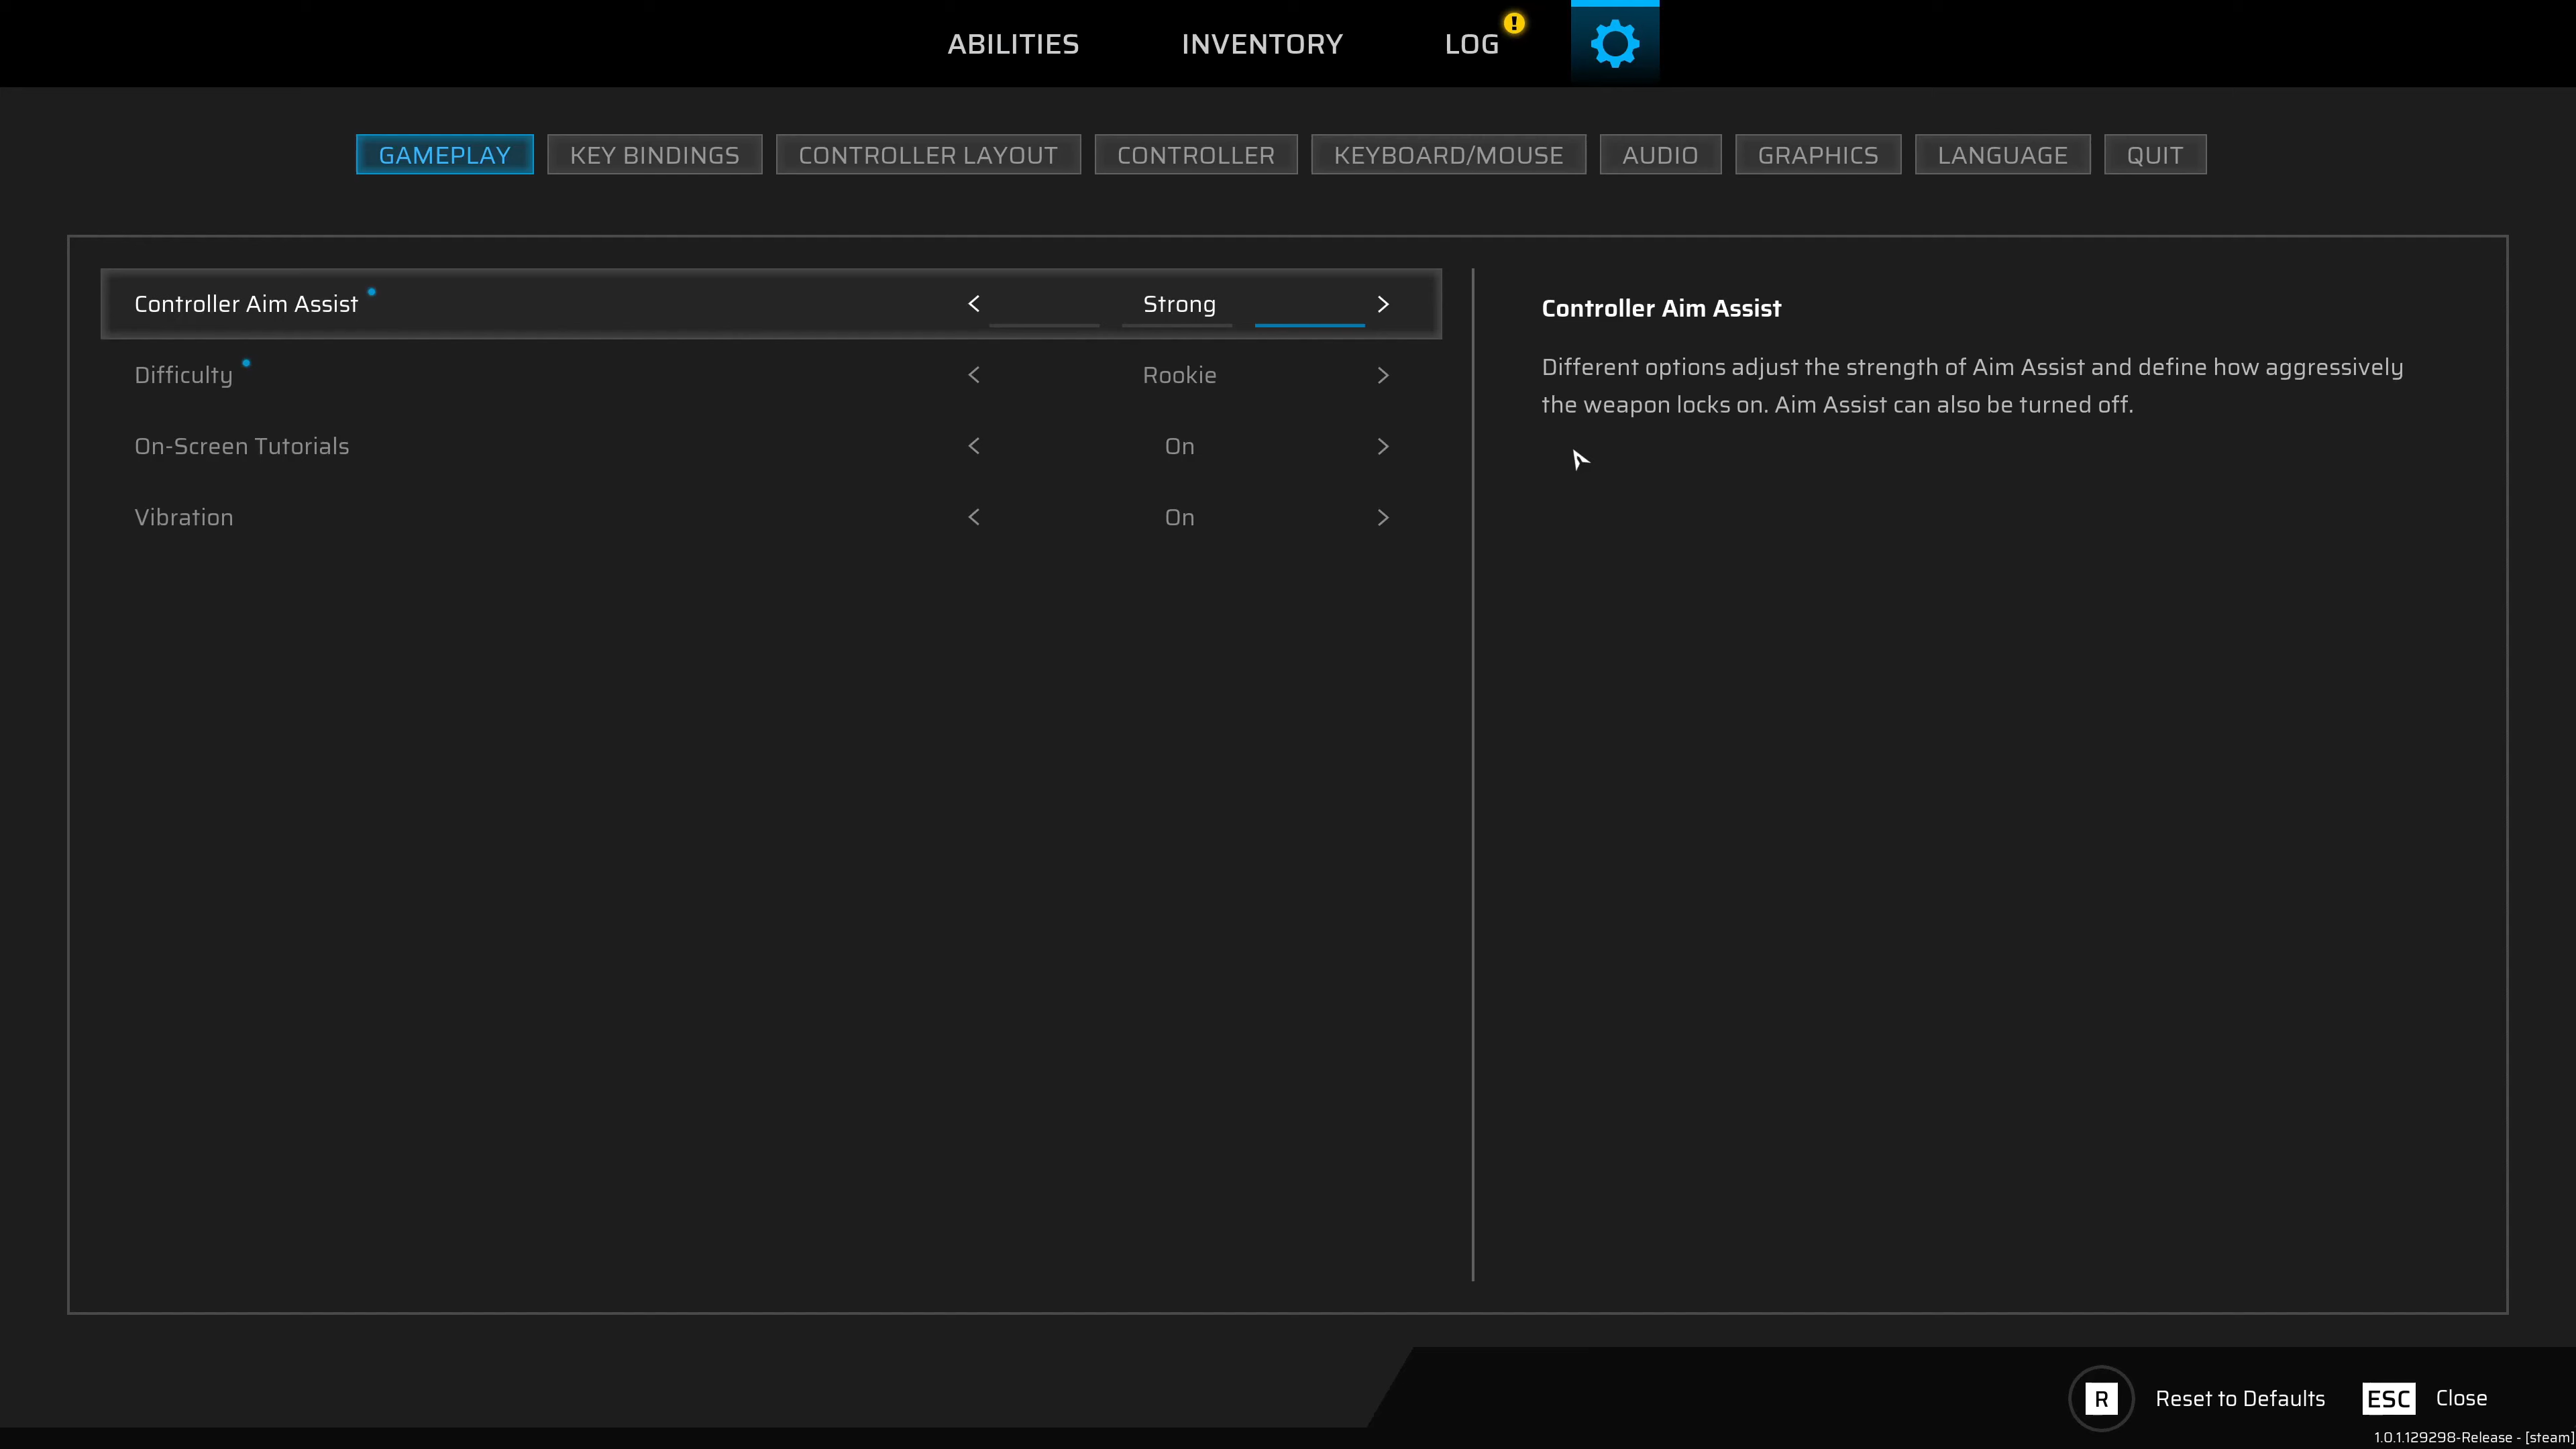 ABILITIES INVENTORY LOG !
GAMEPLAY KEY BINDINGS CONTROLLER LAYOUT CONTROLLER KEYBOARD/MOUSE AUDIO GRAPHICS LANGUAGE QUIT
Controller Aim Assist < Strong >
Difficulty < Rookie >
On-Screen Tutorials < On >
Vibration < On >
Controller Aim Assist
Different options adjust the strength of Aim Assist and define how aggressively
the weapon locks on. Aim Assist can also be turned off.
R Reset to Defaults ESC Close
1.0.1.129298-Release - [steam]